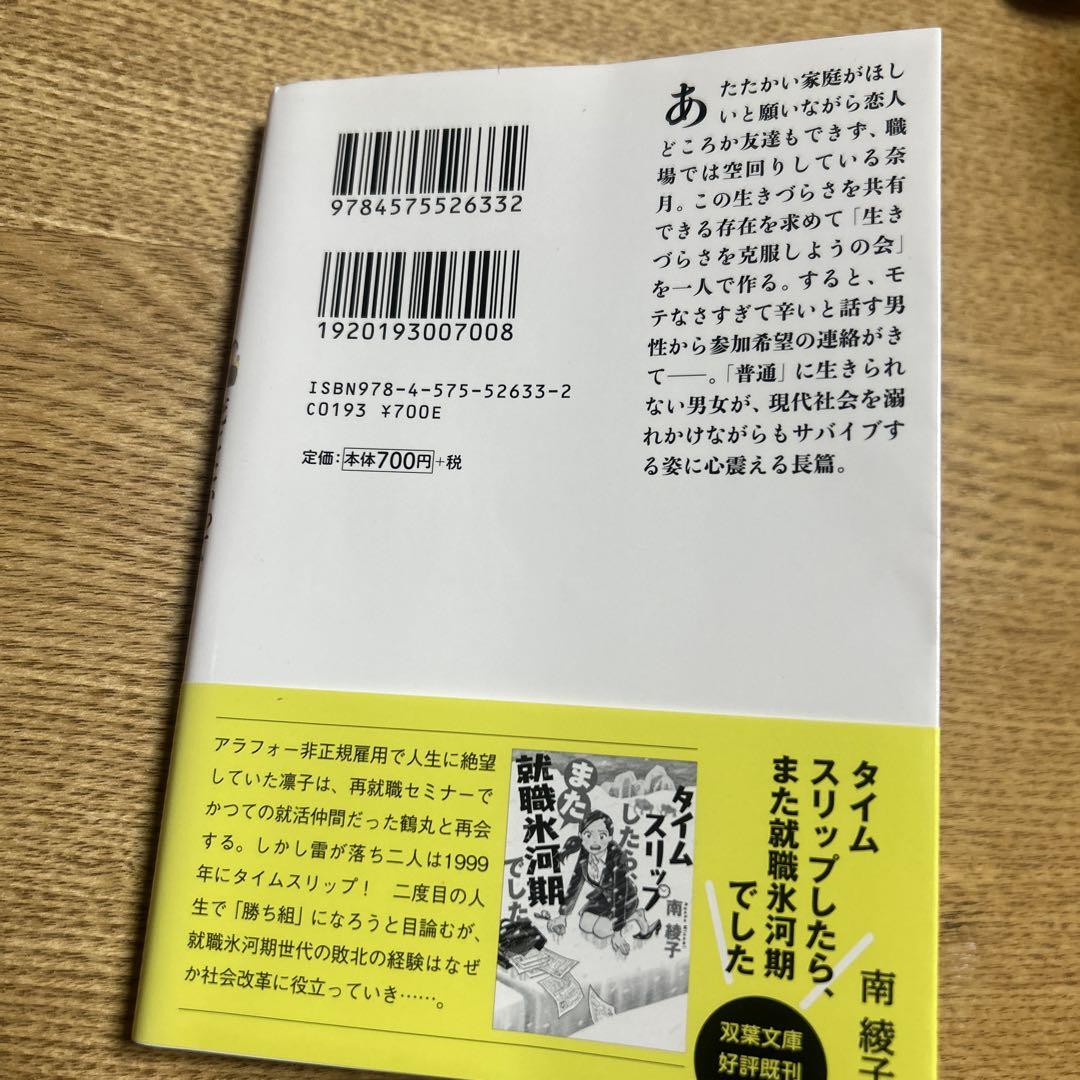 9784575526332
1920193007008
ISBN978-4-575-52633-2
C0193 ¥700E
定価:本体700円+税
あたたかい家庭がほし
いと願いながら恋人
どころか友達もできず、職
場では空回りしている奈
月。この生きづらさを共有
できる存在を求めて「生き
づらさを克服しようの会」
を一人で作る。すると、モ
テなさすぎて辛いと話す男
性から参加希望の連絡がき
て──。「普通」に生きられ
ない男女が、現代社会を溺
れかけながらもサバイブす
る姿に心震える長篇。
アラフォー非正規雇用で人生に絶望
していた凛子は、再就職セミナーで
かつての就活仲間だった鶴丸と再会
する。しかし雷が落ち二人は1999
年にタイムスリップ! 二度目の人
生で「勝ち組」になろうと目論むが、
就職氷河期世代の敗北の経験はなぜ
か社会改革に役立っていき……。
タイム
スリップ
したら、
また
就職氷河期
でした
南 綾子
タイム
スリップしたら、
また就職氷河期
でした
南 綾子
双葉文庫
好評既刊